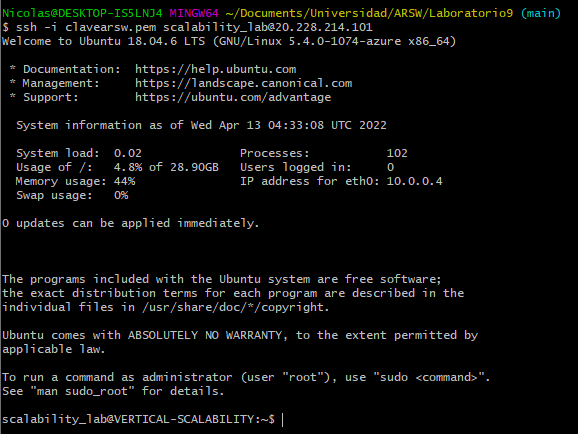 Nicolas@DESKTOP-IS5LNJ4 MINGW64 ~/Documents/Universidad/ARSW/Laboratorio9 (main)
$ ssh -i clavearsw.pem scalability_lab@20.228.214.101
Welcome to Ubuntu 18.04.6 LTS (GNU/Linux 5.4.0-1074-azure x86_64)

 * Documentation:  https://help.ubuntu.com
 * Management:     https://landscape.canonical.com
 * Support:        https://ubuntu.com/advantage

  System information as of Wed Apr 13 04:33:08 UTC 2022

  System load:  0.02              Processes:           102
  Usage of /:   4.8% of 28.90GB   Users logged in:     0
  Memory usage: 44%               IP address for eth0: 10.0.0.4
  Swap usage:   0%

0 updates can be applied immediately.

The programs included with the Ubuntu system are free software;
the exact distribution terms for each program are described in the
individual files in /usr/share/doc/*/copyright.

Ubuntu comes with ABSOLUTELY NO WARRANTY, to the extent permitted by
applicable law.

To run a command as administrator (user "root"), use "sudo <command>".
See "man sudo_root" for details.

scalability_lab@VERTICAL-SCALABILITY:~$